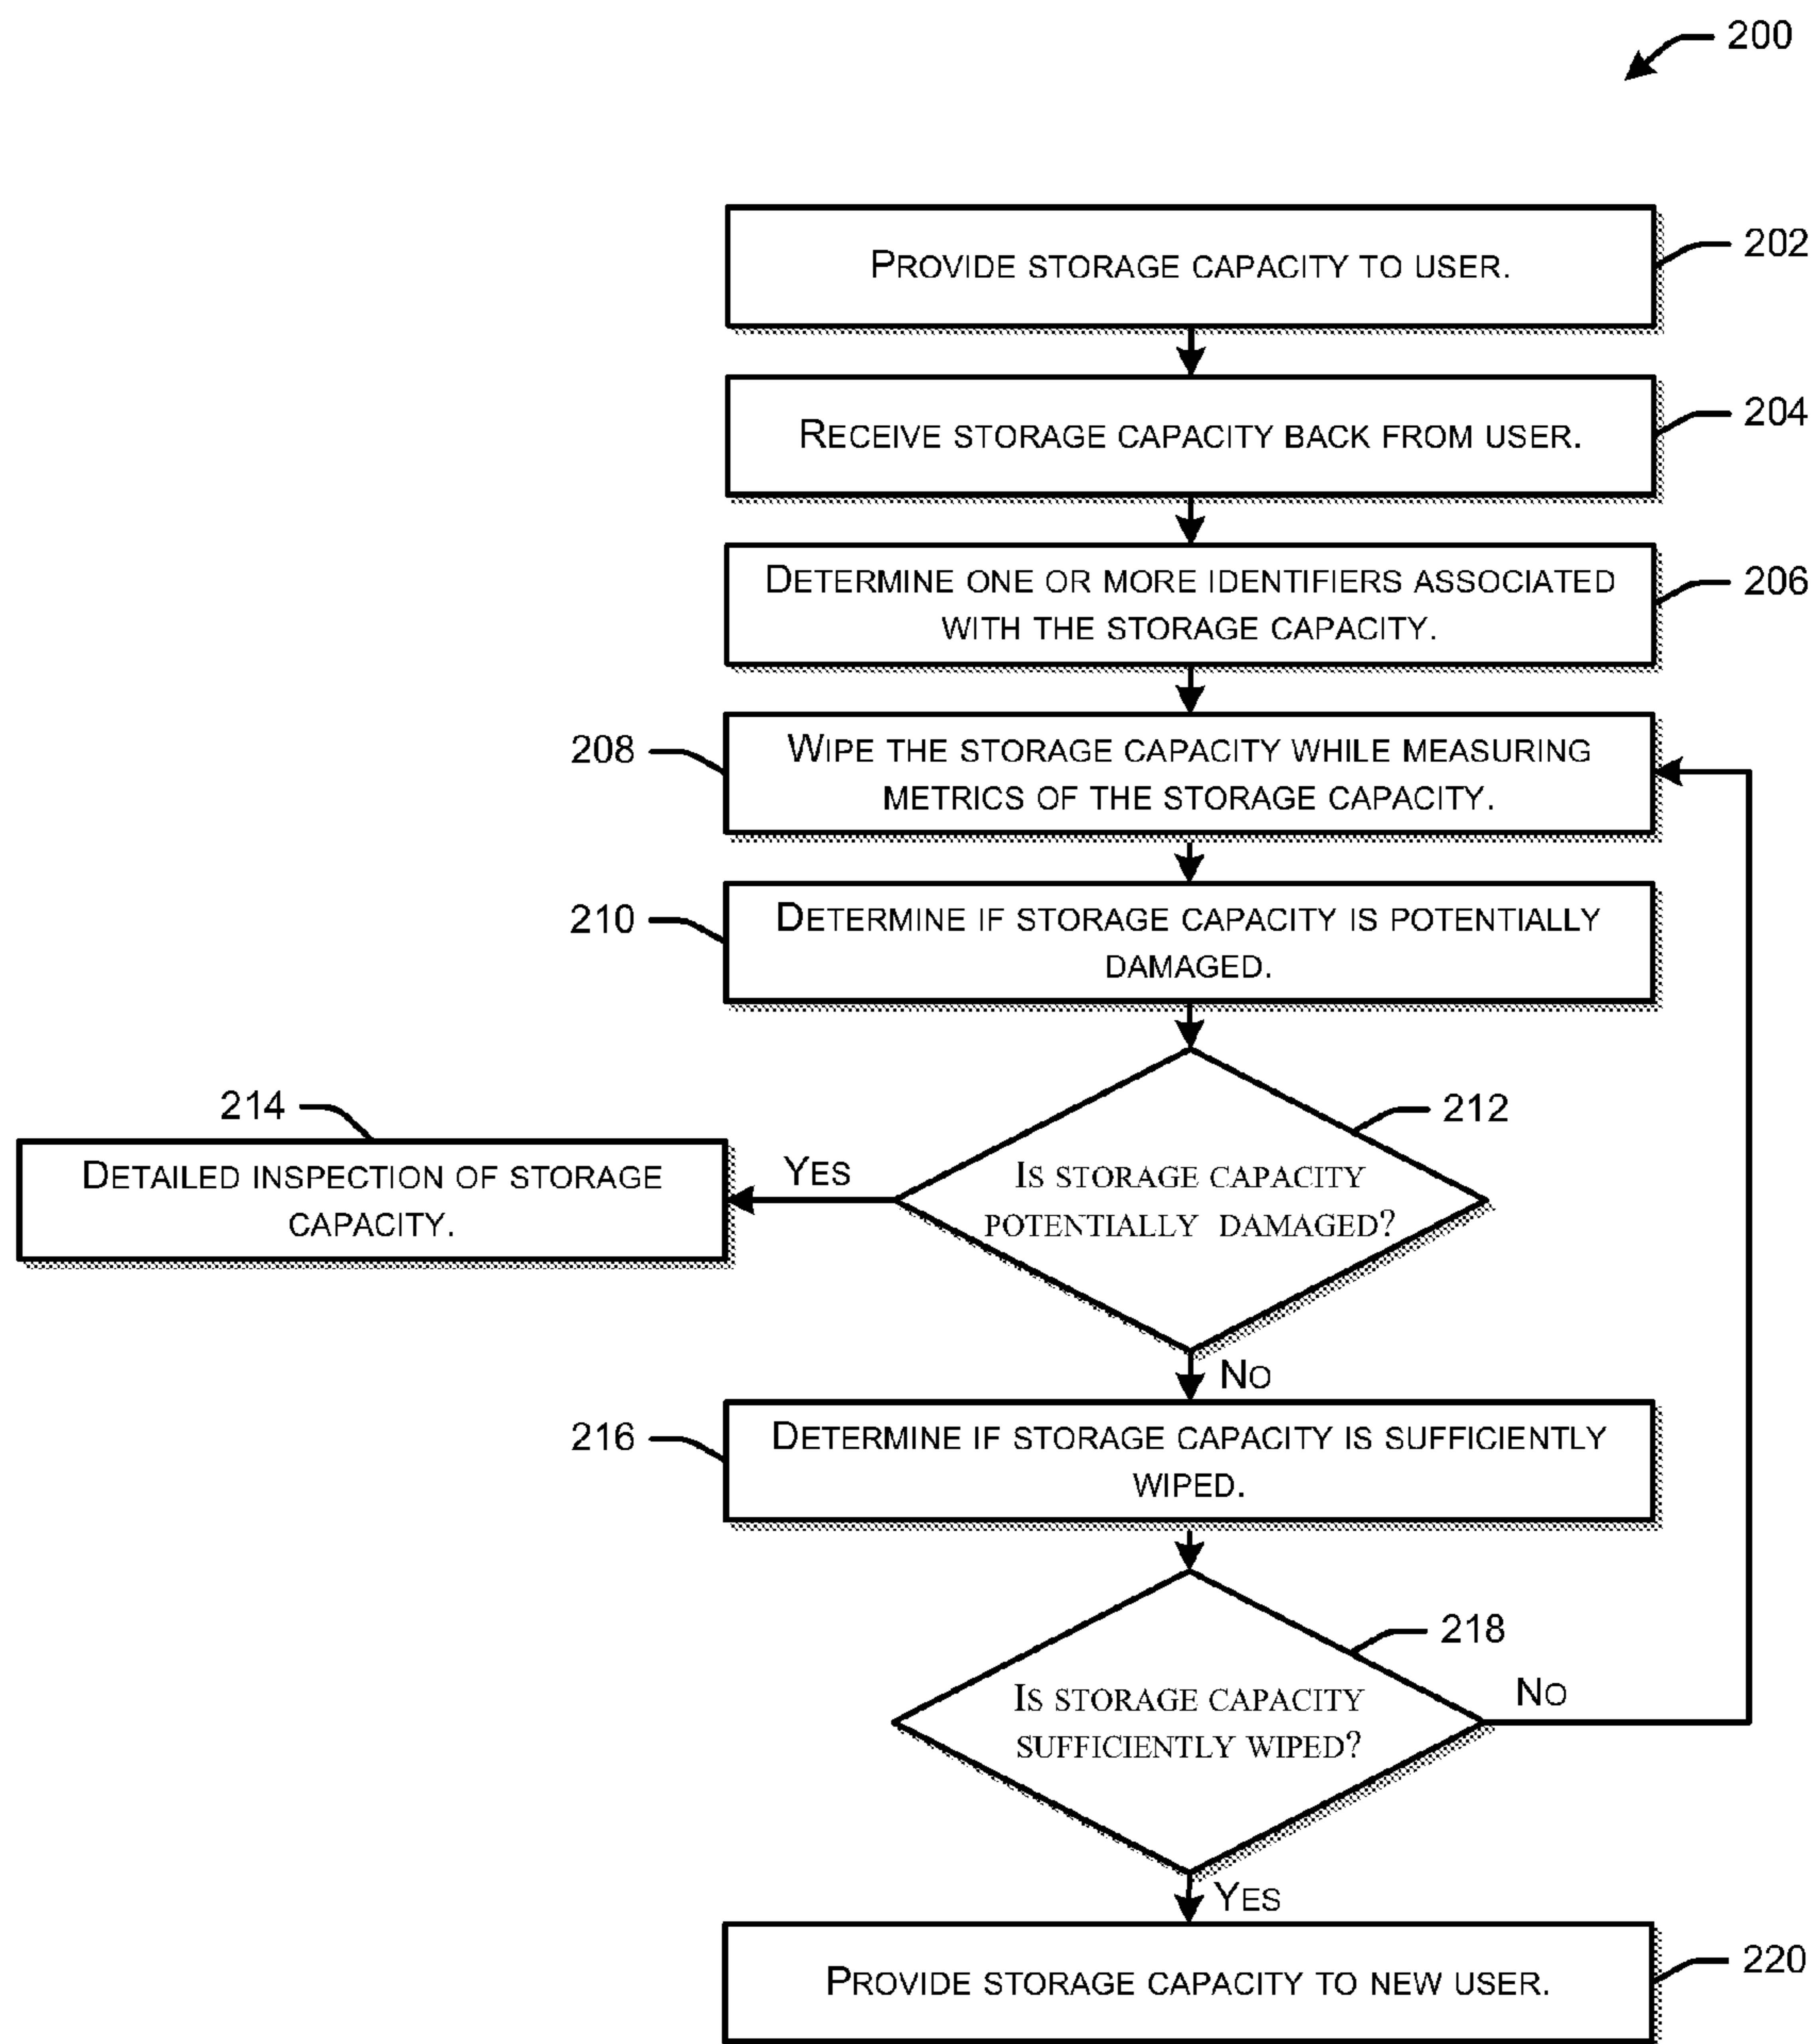 200
PROVIDE STORAGE CAPACITY TO USER.
202
RECEIVE STORAGE CAPACITY BACK FROM USER.
204
DETERMINE ONE OR MORE IDENTIFIERS ASSOCIATED
WITH THE STORAGE CAPACITY.
206
208
WIPE THE STORAGE CAPACITY WHILE MEASURING
METRICS OF THE STORAGE CAPACITY.
210
DETERMINE IF STORAGE CAPACITY IS POTENTIALLY
DAMAGED.
212
IS STORAGE CAPACITY
POTENTIALLY DAMAGED?
YES
214
DETAILED INSPECTION OF STORAGE
CAPACITY.
NO
216
DETERMINE IF STORAGE CAPACITY IS SUFFICIENTLY
WIPED.
218
IS STORAGE CAPACITY
SUFFICIENTLY WIPED?
NO
YES
PROVIDE STORAGE CAPACITY TO NEW USER.
220